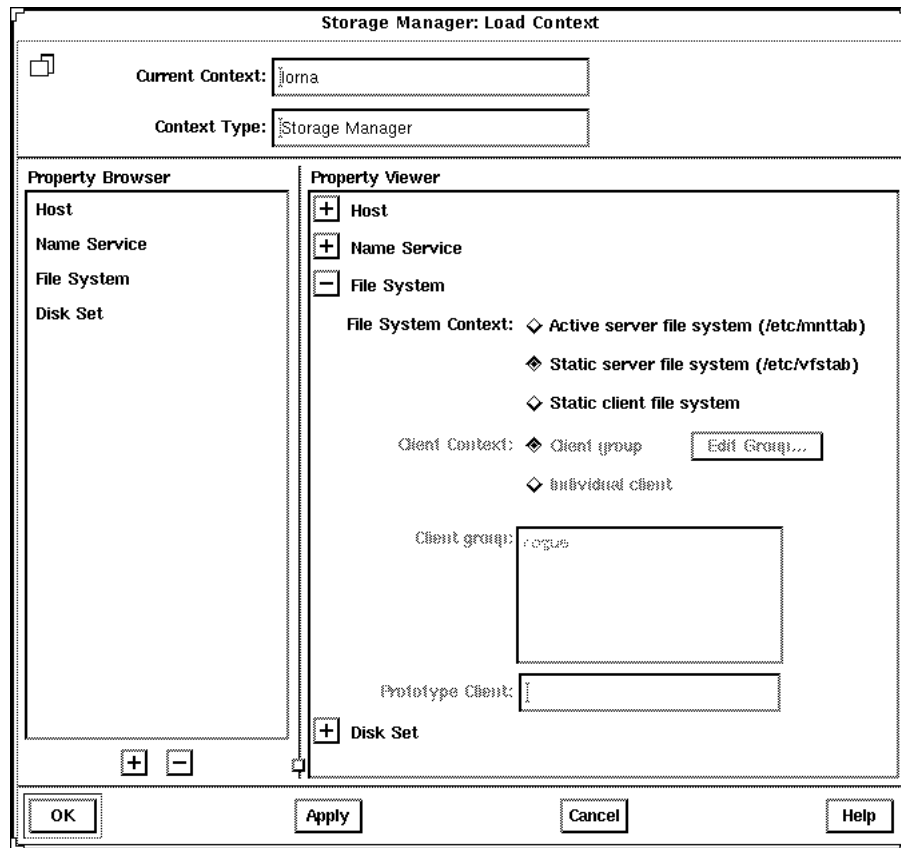 Storage Manager: Load Context
Current Context: lorna
Context Type: Storage Manager
Property Browser
Host
Name Service
File System
Disk Set
Property Viewer
Host
Name Service
File System
File System Context: Active server file system (/etc/mnttab)
Static server file system (/etc/vfstab)
Static client file system
Client Context: Client group Edit Group...
Individual client
Client group: rogue
Prototype Client:
Disk Set
OK Apply Cancel Help